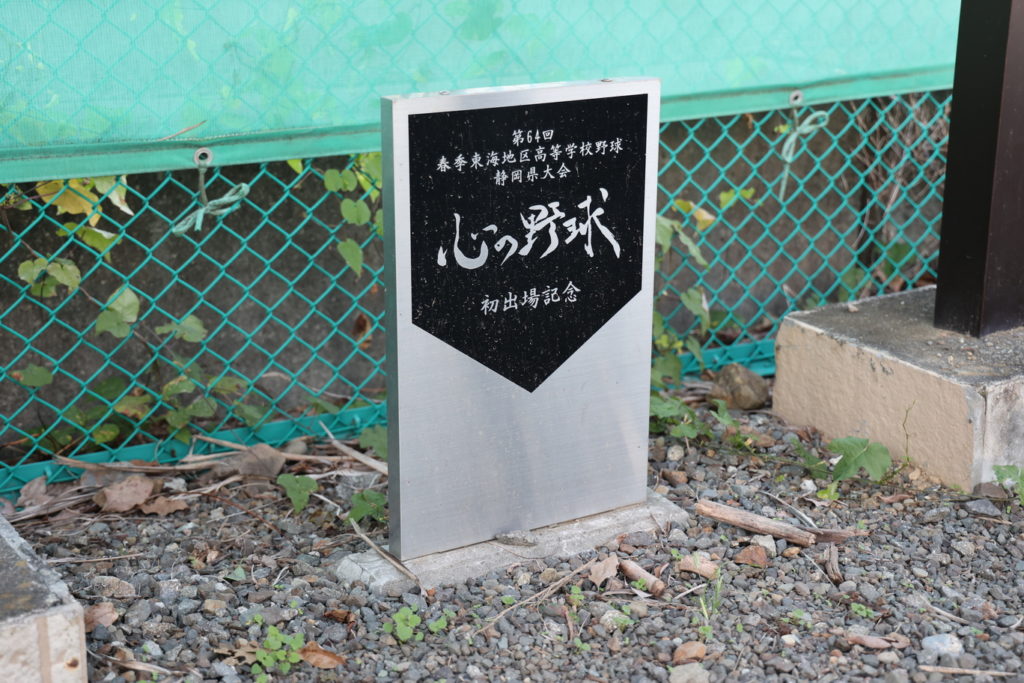 第64回
春季東海地区高等学校野球
静岡県大会
心の野球
初出場記念